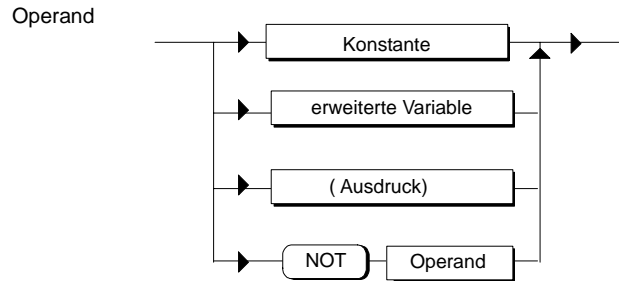 Operand
Konstante
erweiterte Variable
( Ausdruck)
NOT Operand